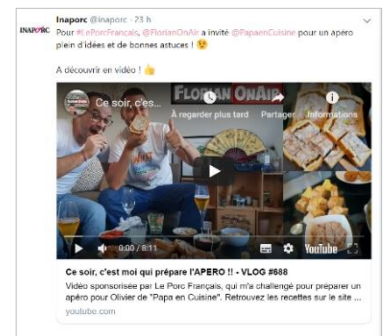 Inaporc @inaporc · 23 h
INAPORC
Pour #LePorcFrançais, @FlorianOnAir a invité @PapaenCuisine pour un apéro
plein d'idées et de bonnes astuces ! 😉
A découvrir en vidéo ! 👍
Ce soir, c'es...
FLORIAN ONAIR
À regarder plus tard Partager Informations
0:00 / 8:11
YouTube
Ce soir, c'est moi qui prépare l'APERO !! - VLOG #688
Vidéo sponsorisée par Le Porc Français, qui m'a challengé pour préparer un
apéro pour Olivier de "Papa en Cuisine". Retrouvez les recettes sur le site ...
youtube.com